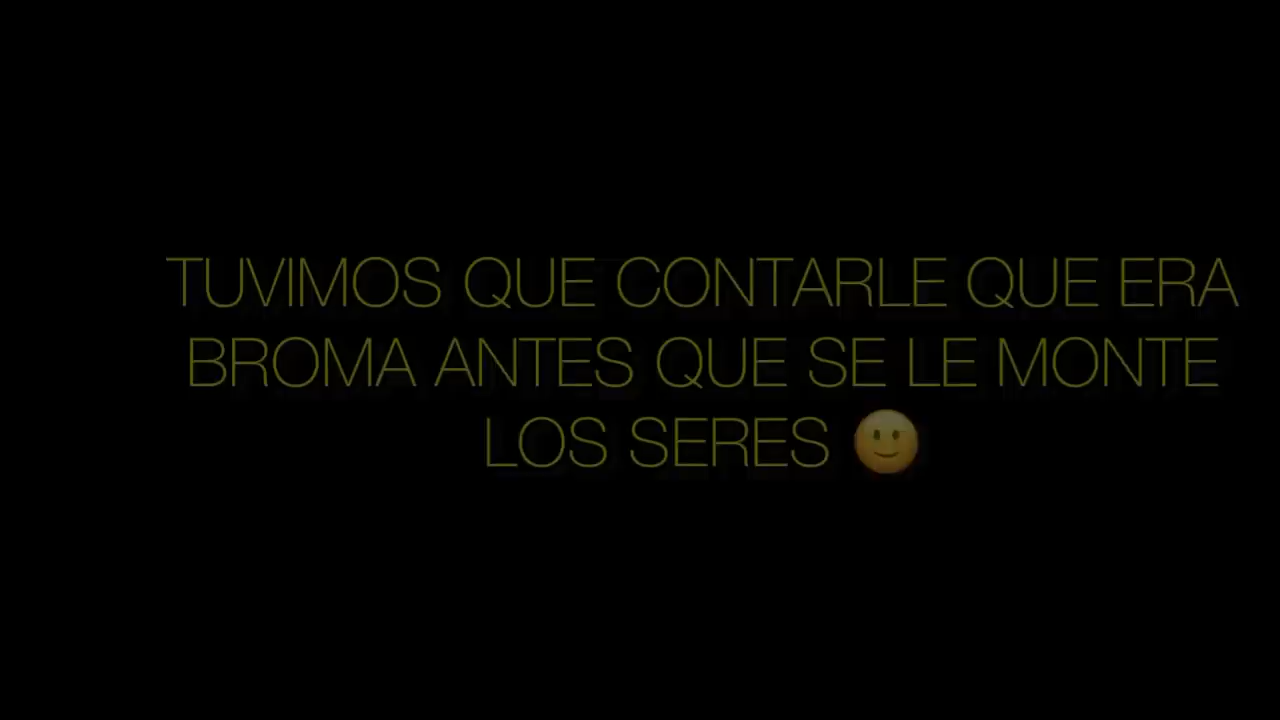 TUVIMOS QUE CONTARLE QUE ERA
BROMA ANTES QUE SE LE MONTE
LOS SERES 🙂